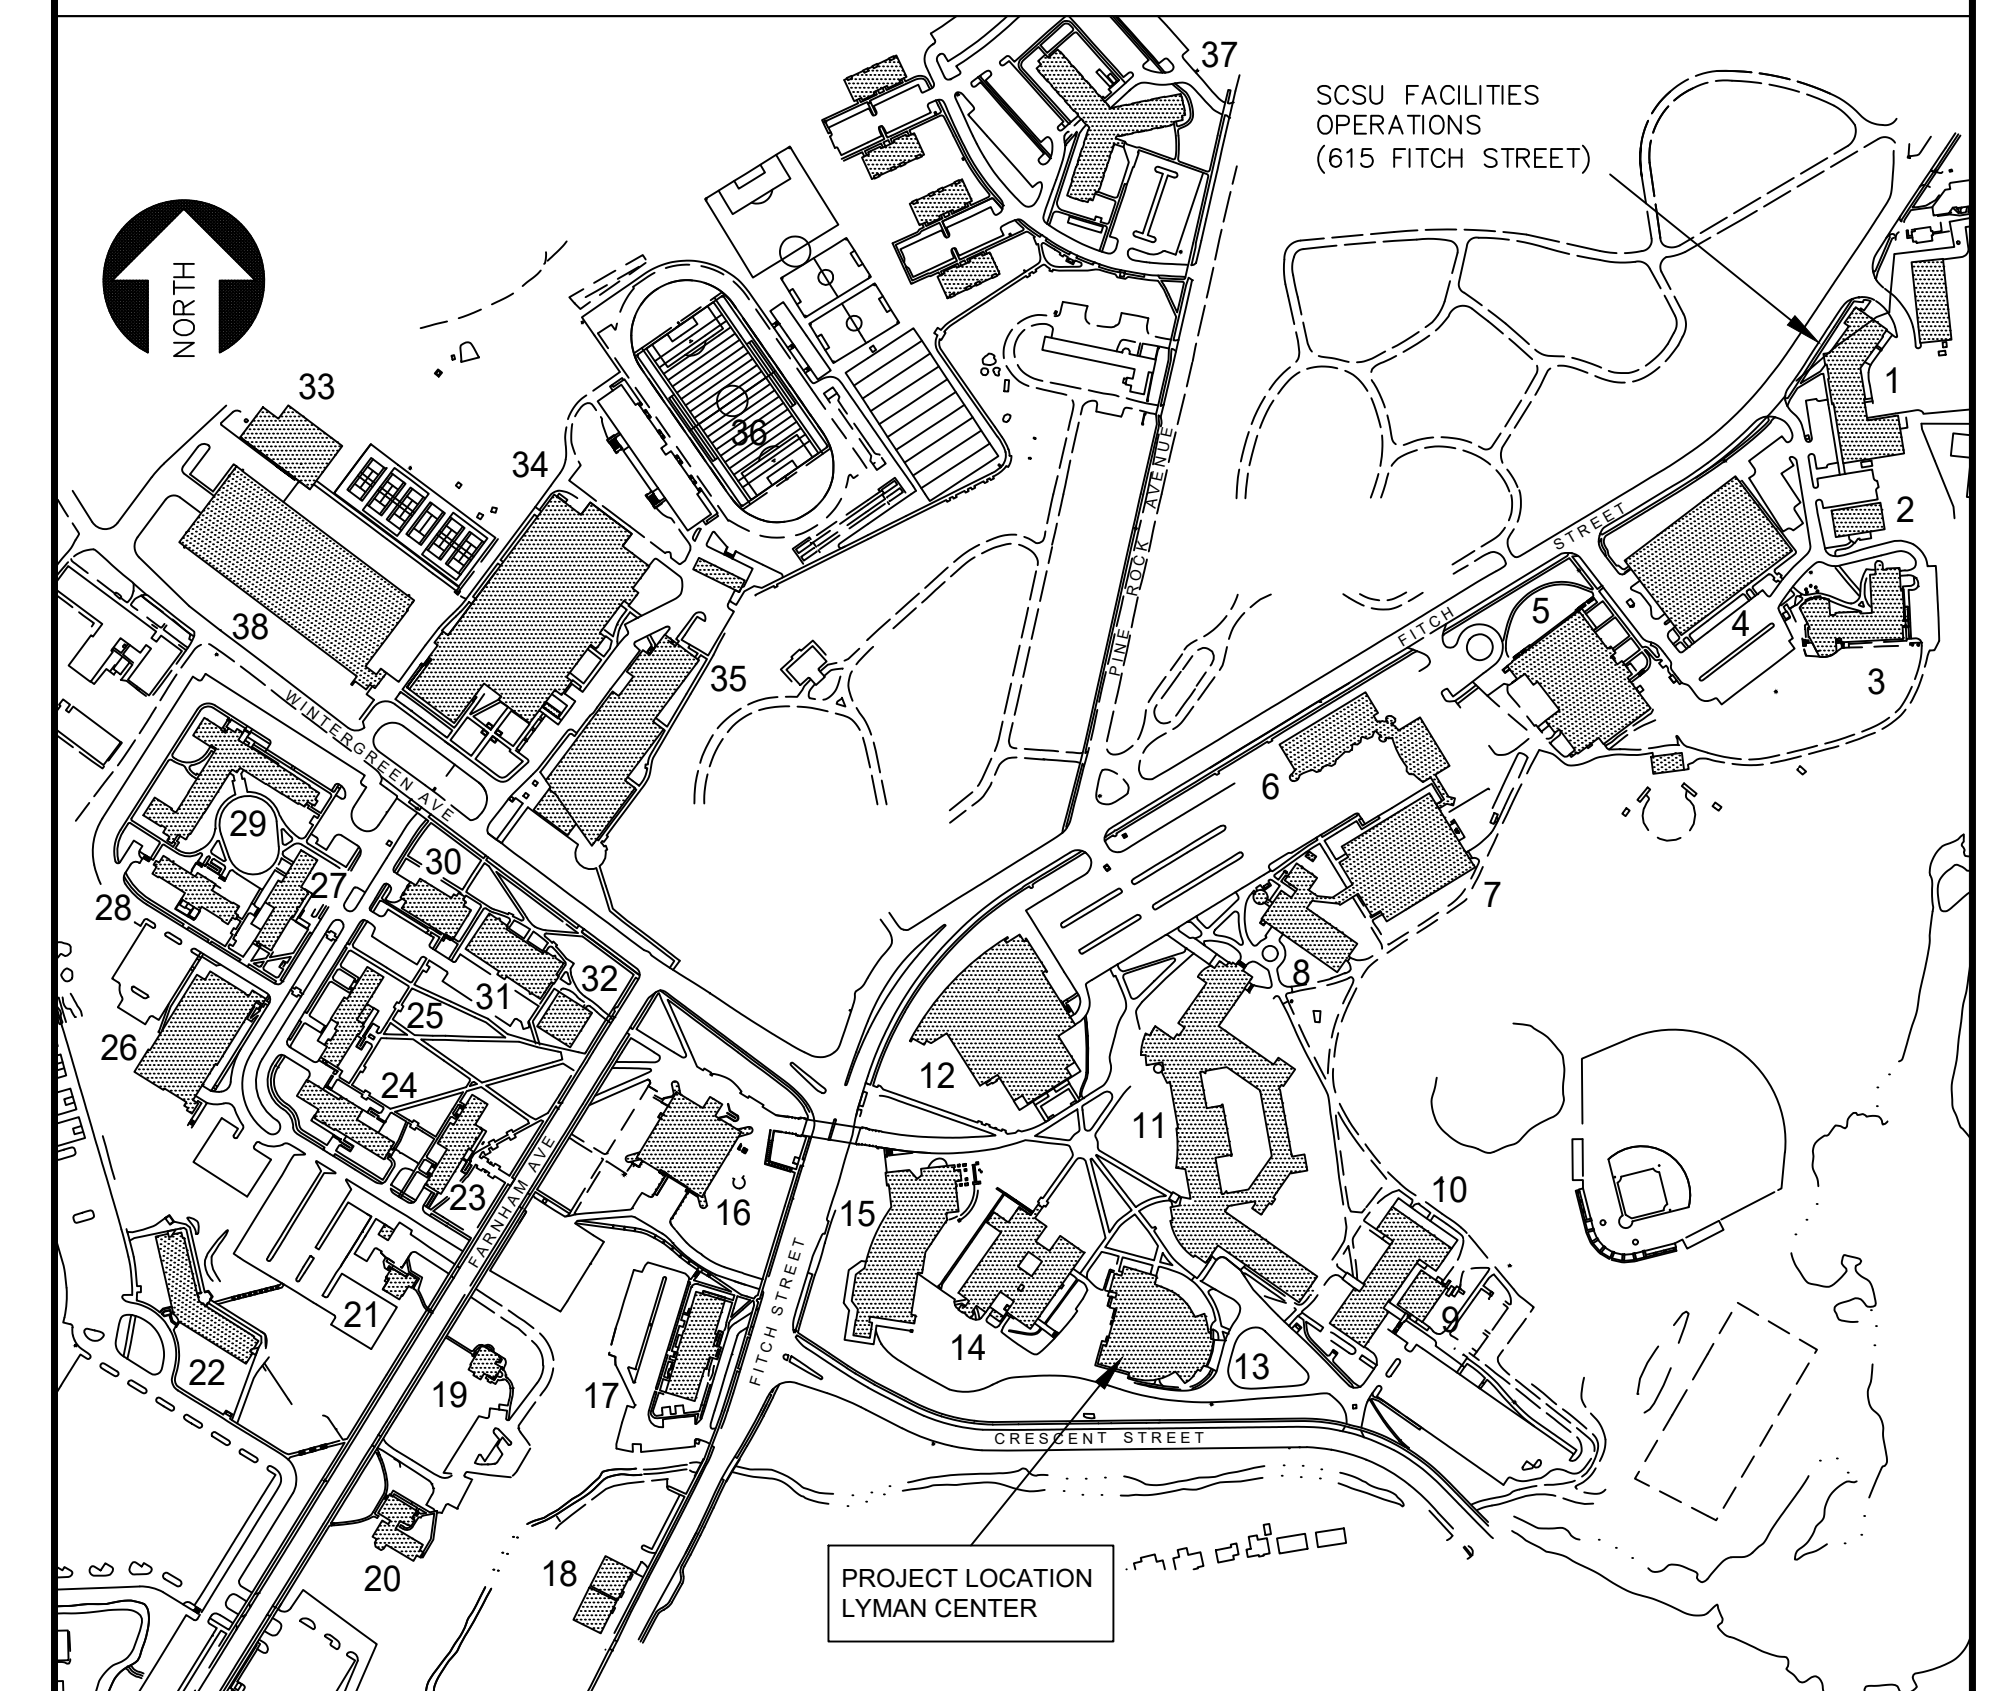 37
SCSU FACILITIES
OPERATIONS
(615 FITCH STREET)
NORTH
33
1
36
34
2
STREET
PINE ROCK AVENUE
FITCH
5
4
38
35
3
WINTERGREEN AVE
6
29
30
27
7
28
32
31
8
25
26
24
12
11
23
FARNHAM AVE
16
15
10
21
9
FITCH STREET
14
22
13
19
17
CRESCENT STREET
20
18
PROJECT LOCATION
LYMAN CENTER